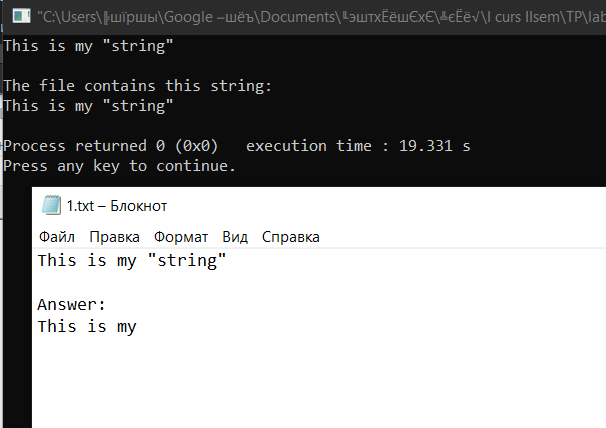 "C:\Users\╠шїршы\Google –шёъ\Documents\╙эштхЁёшЄхЄ\╩єЁё√\I curs IIsem\TP\lab
This is my "string"
The file contains this string:
This is my "string"
Process returned 0 (0x0)   execution time : 19.331 s
Press any key to continue.
1.txt – Блокнот
Файл Правка Формат Вид Справка
This is my "string"
Answer:
This is my